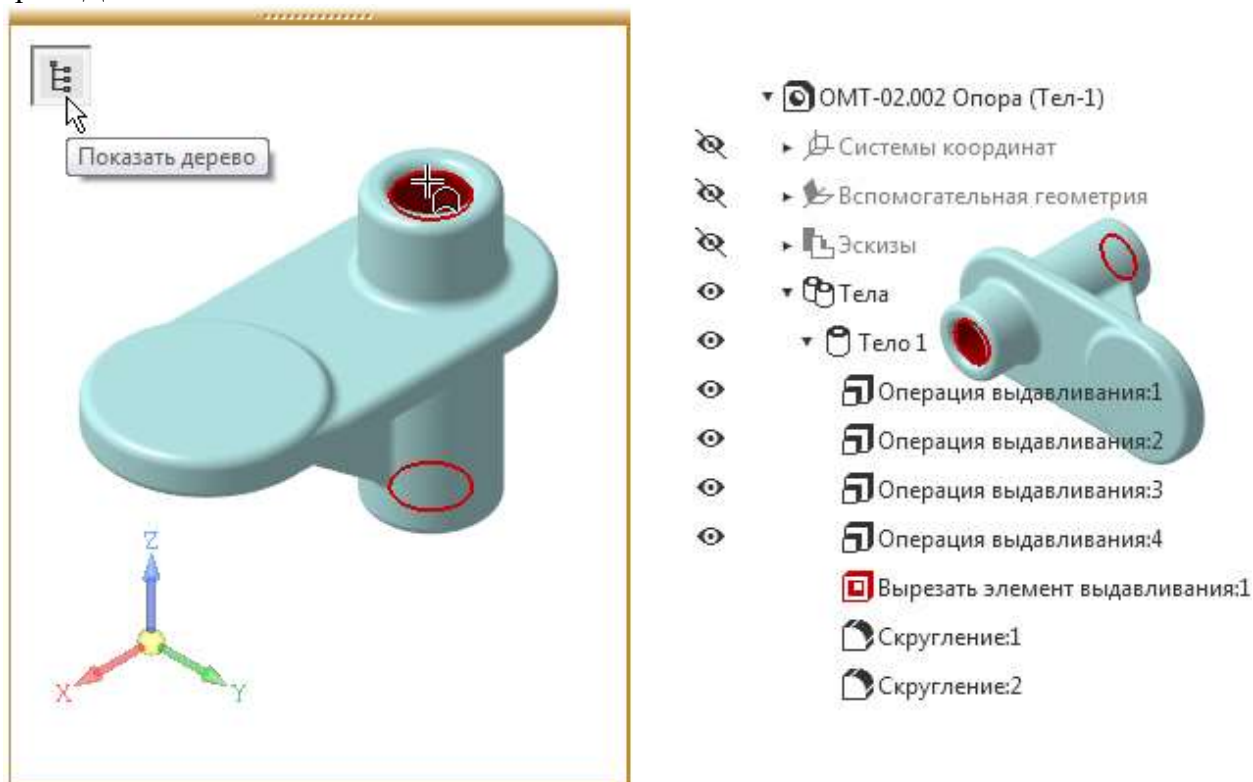 Показать дерево
Z
X
Y
ОМТ-02.002 Опора (Тел-1)
Системы координат
Вспомогательная геометрия
Эскизы
Тела
Тело 1
Операция выдавливания:1
Операция выдавливания:2
Операция выдавливания:3
Операция выдавливания:4
Вырезать элемент выдавливания:1
Скругление:1
Скругление:2